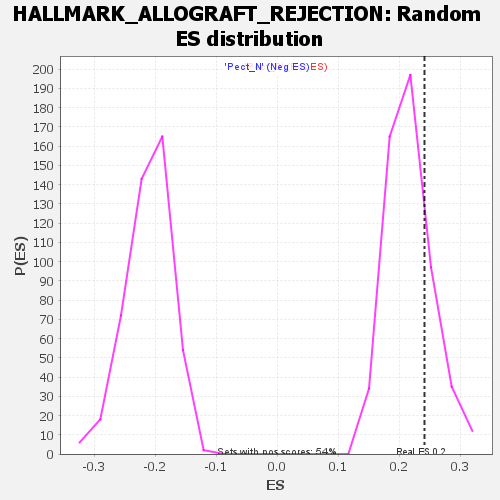 HALLMARK_ALLOGRAFT_REJECTION: Random
ES distribution
'Pect_N' (Neg ES)ES)
200
190
180
170
160
150
140
130
120
110
100
90
80
70
60
50
40
30
20
10
0
P(ES)
Sets with pos scores: 54%
Real ES 0.2
-0.3 -0.2 -0.1 0.0 0.1 0.2 0.3
ES